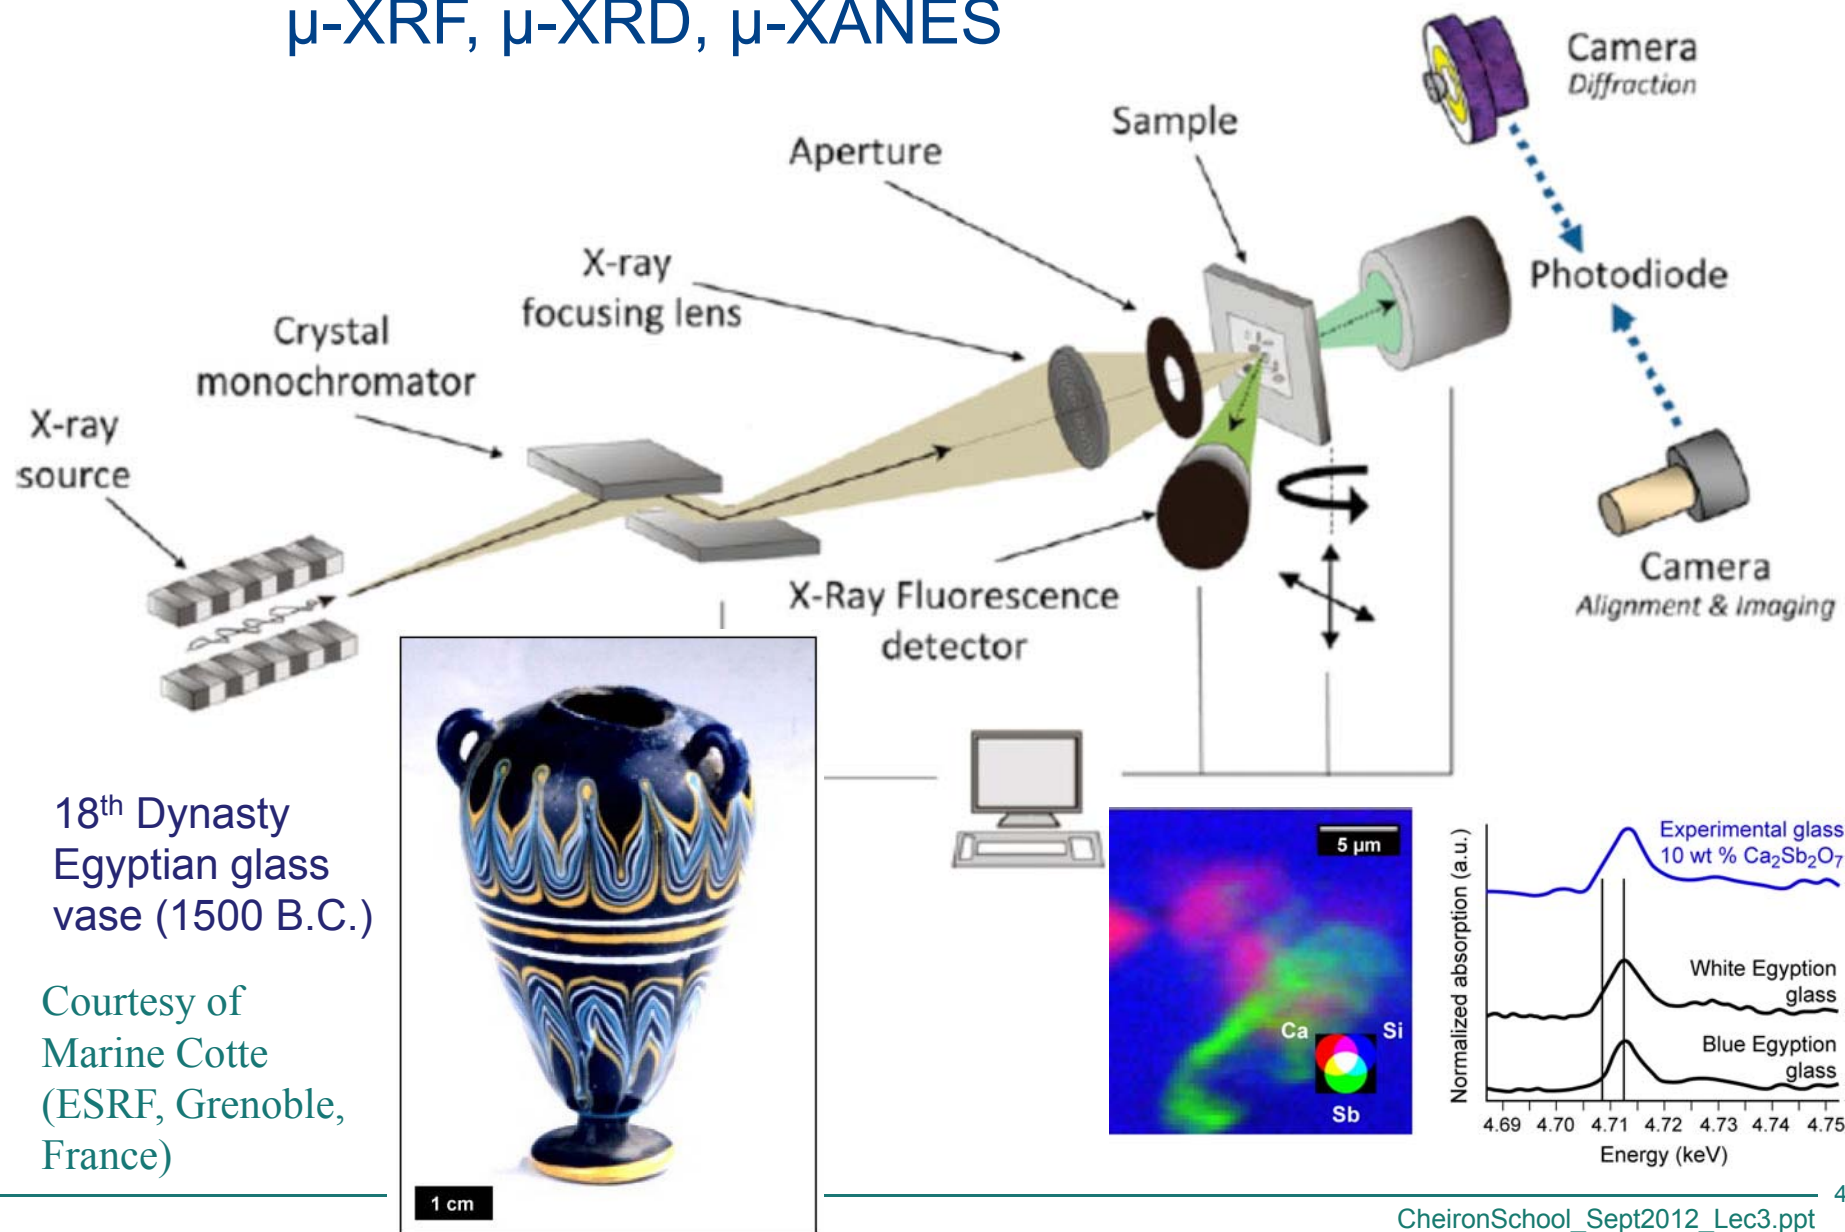 µ-XRF, µ-XRD, µ-XANES
Camera
Diffraction
Sample
Aperture
X-ray
focusing lens
Photodiode
Crystal
monochromator
X-ray
source
Camera
Alignment & Imaging
X-Ray Fluorescence
detector
18th Dynasty
Egyptian glass
vase (1500 B.C.)
Courtesy of
Marine Cotte
(ESRF, Grenoble,
France)
1 cm
5 µm
Ca
Si
Sb
Normalized absorption (a.u.)
Experimental glass
10 wt % Ca2Sb2O7
White Egyption
glass
Blue Egyption
glass
4.69 4.70 4.71 4.72 4.73 4.74 4.75
Energy (keV)
4
CheironSchool_Sept2012_Lec3.ppt